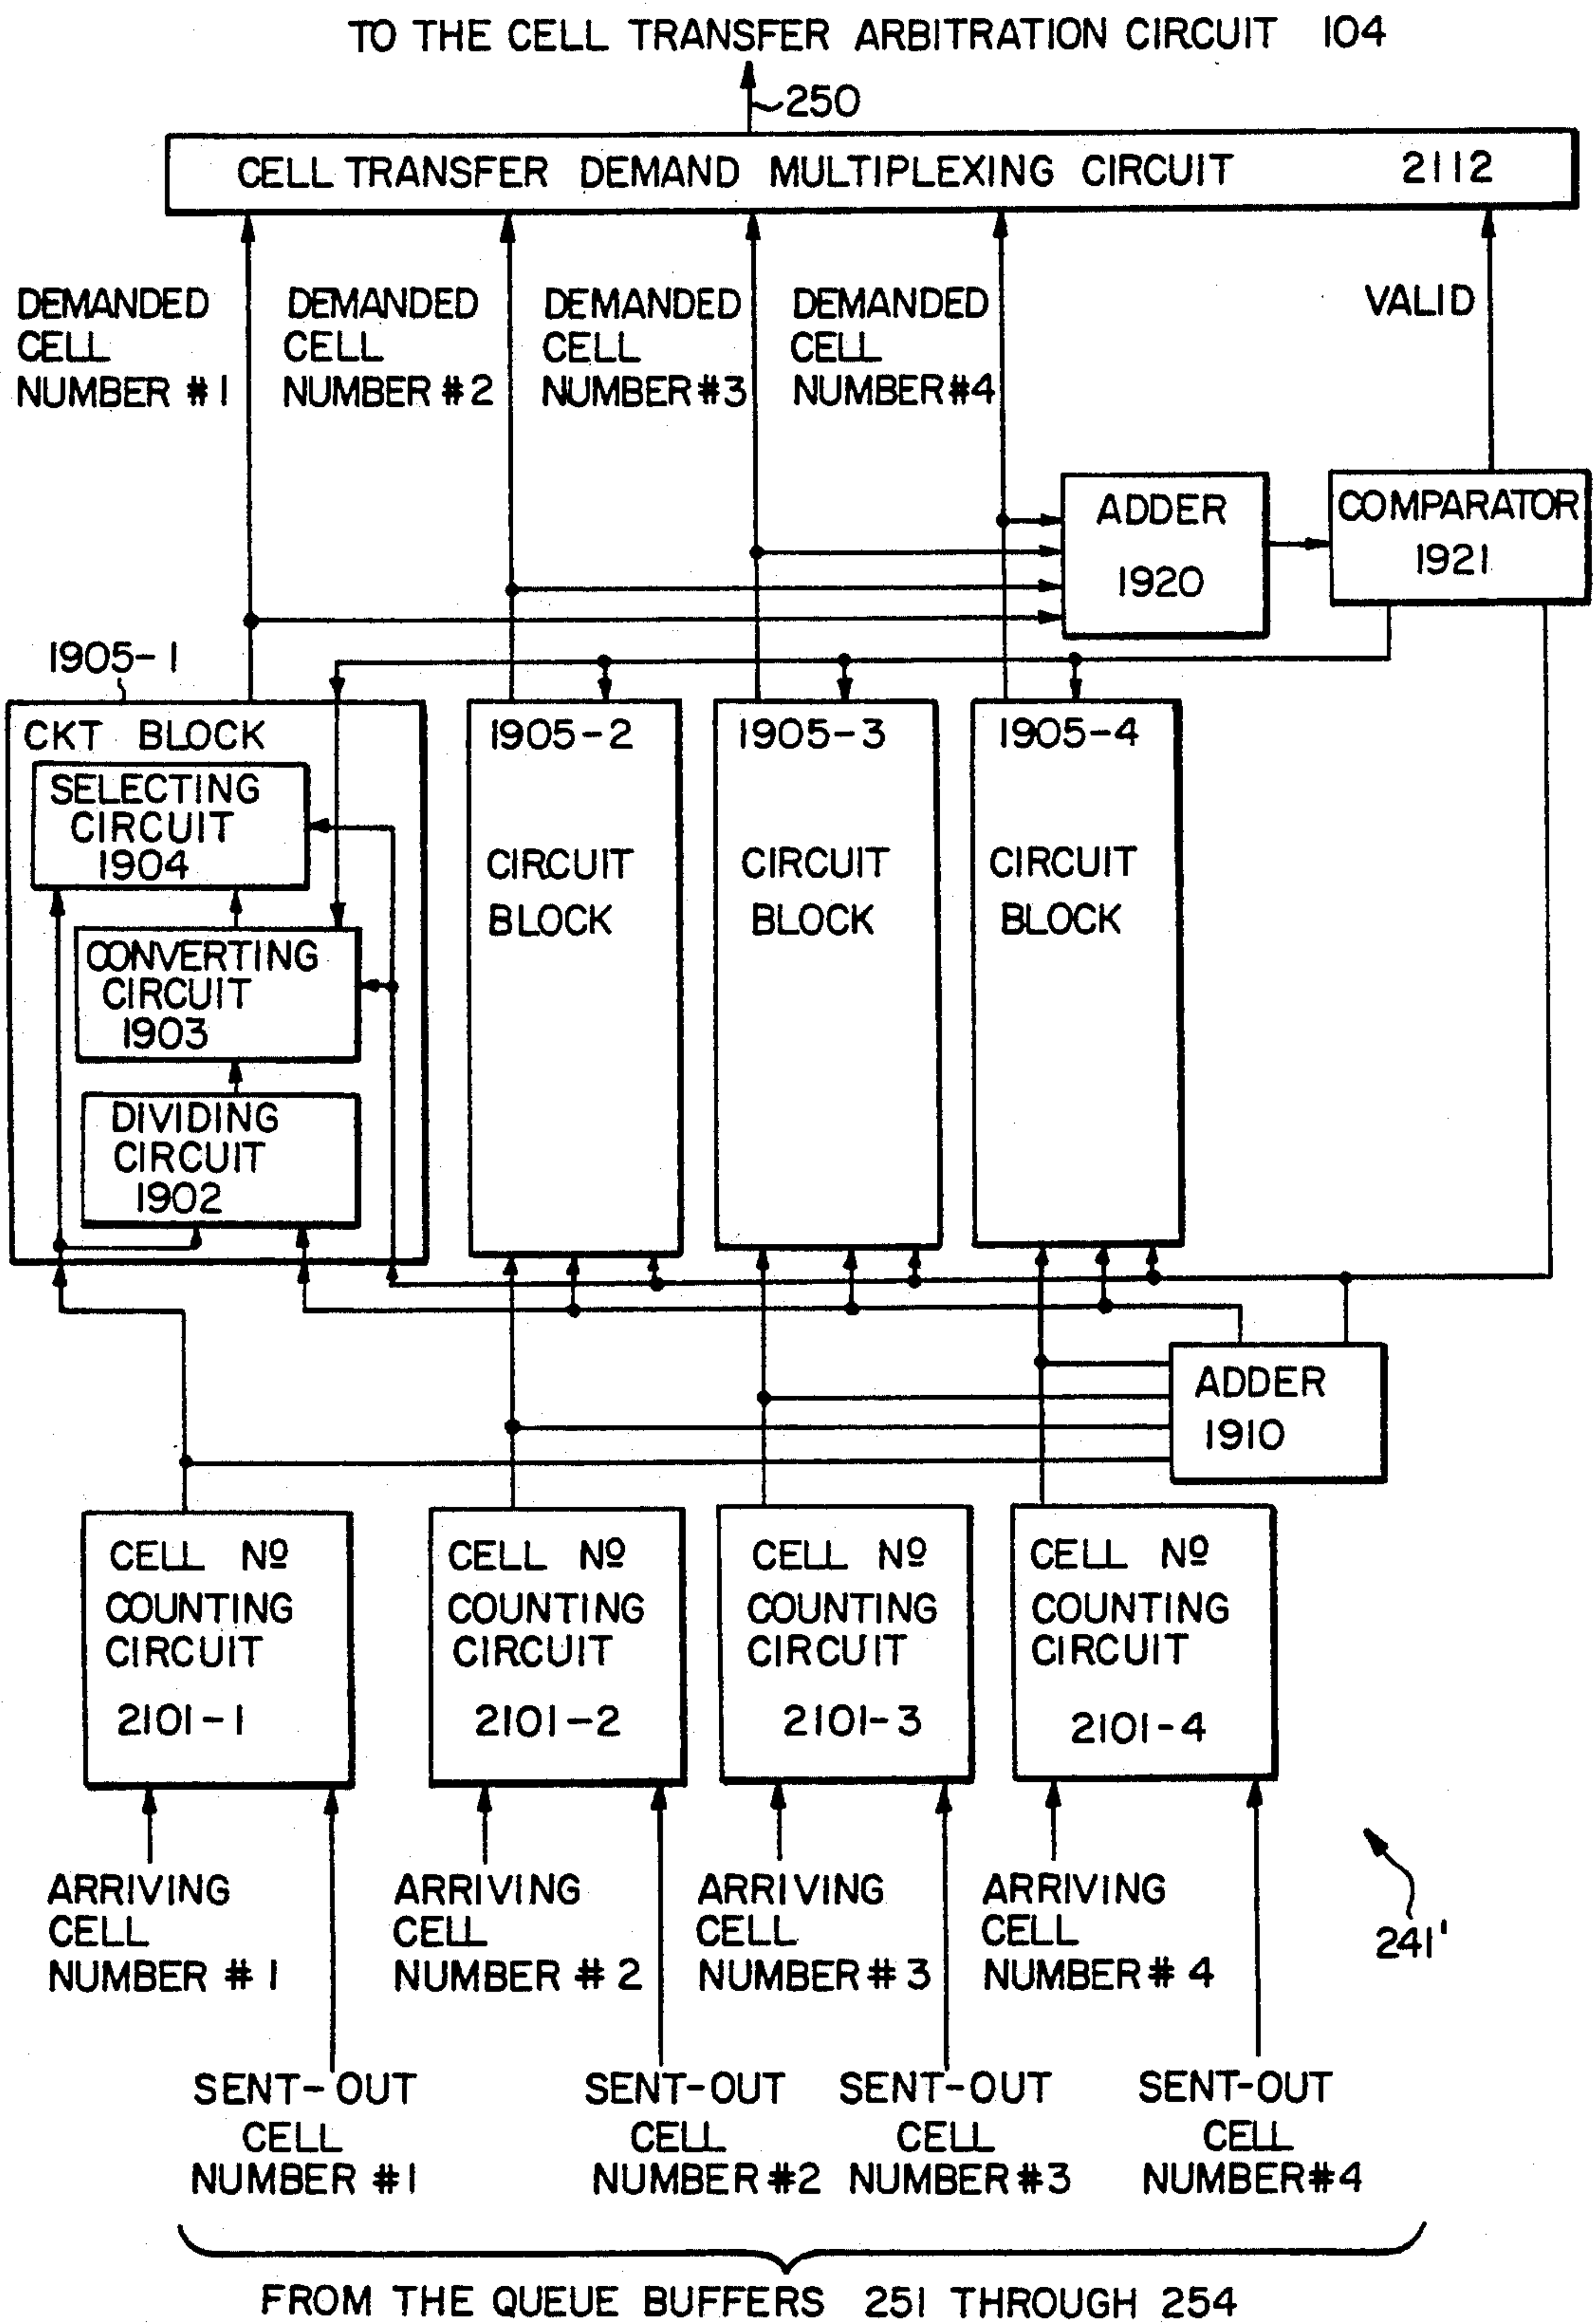 TO THE CELL TRANSFER ARBITRATION CIRCUIT 104
250
CELL TRANSFER DEMAND MULTIPLEXING CIRCUIT 2112
DEMANDED
CELL
NUMBER #1
DEMANDED
CELL
NUMBER #2
DEMANDED
CELL
NUMBER #3
DEMANDED
CELL
NUMBER #4
VALID
ADDER
1920
COMPARATOR
1921
1905-1
CKT BLOCK
SELECTING
CIRCUIT
1904
CONVERTING
CIRCUIT
1903
DIVIDING
CIRCUIT
1902
1905-2
CIRCUIT
BLOCK
1905-3
CIRCUIT
BLOCK
1905-4
CIRCUIT
BLOCK
ADDER
1910
CELL Nº
COUNTING
CIRCUIT
2101-1
CELL Nº
COUNTING
CIRCUIT
2101-2
CELL Nº
COUNTING
CIRCUIT
2101-3
CELL Nº
COUNTING
CIRCUIT
2101-4
ARRIVING
CELL
NUMBER #1
ARRIVING
CELL
NUMBER #2
ARRIVING
CELL
NUMBER #3
ARRIVING
CELL
NUMBER #4
241'
SENT-OUT
CELL
NUMBER #1
SENT-OUT
CELL
NUMBER #2
SENT-OUT
CELL
NUMBER #3
SENT-OUT
CELL
NUMBER #4
FROM THE QUEUE BUFFERS 251 THROUGH 254